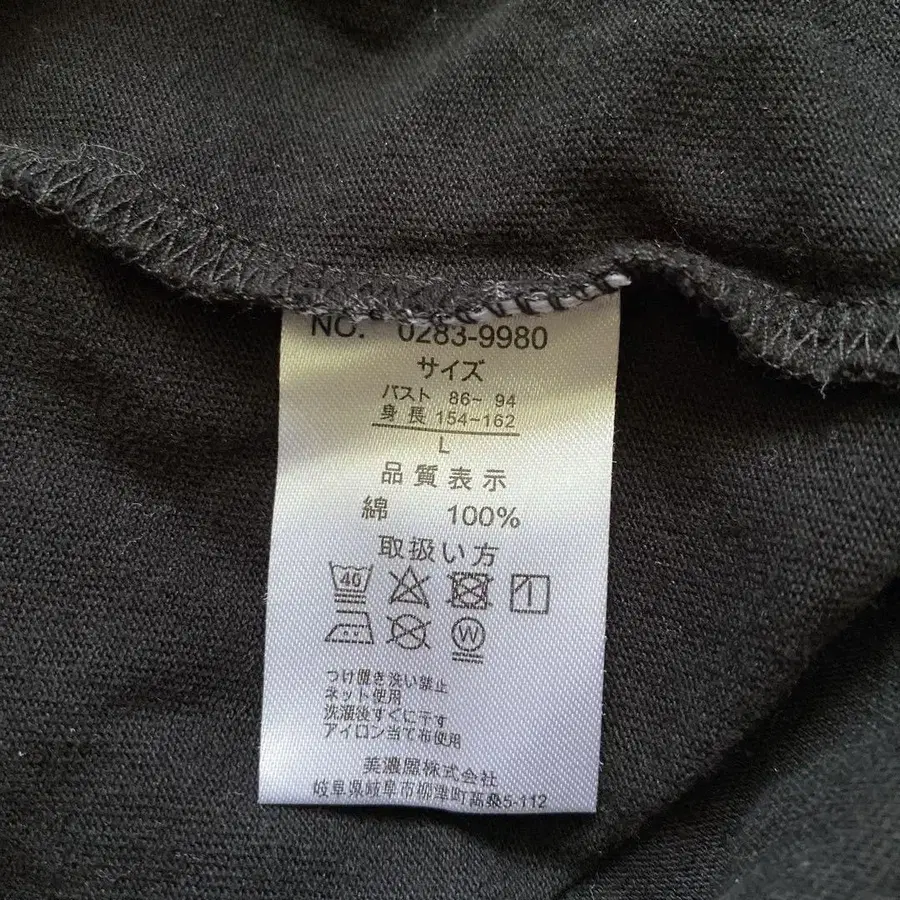 NO. 0283-9980
サイズ
バスト 86~ 94
身長 154~162
L
品質表示
綿 100%
取扱い方
40
W
つけ置き洗い禁止
ネット使用
洗濯後すぐに干す
アイロン当て布使用
美濃屋株式会社
岐阜県岐阜市柳津町高桑5-112